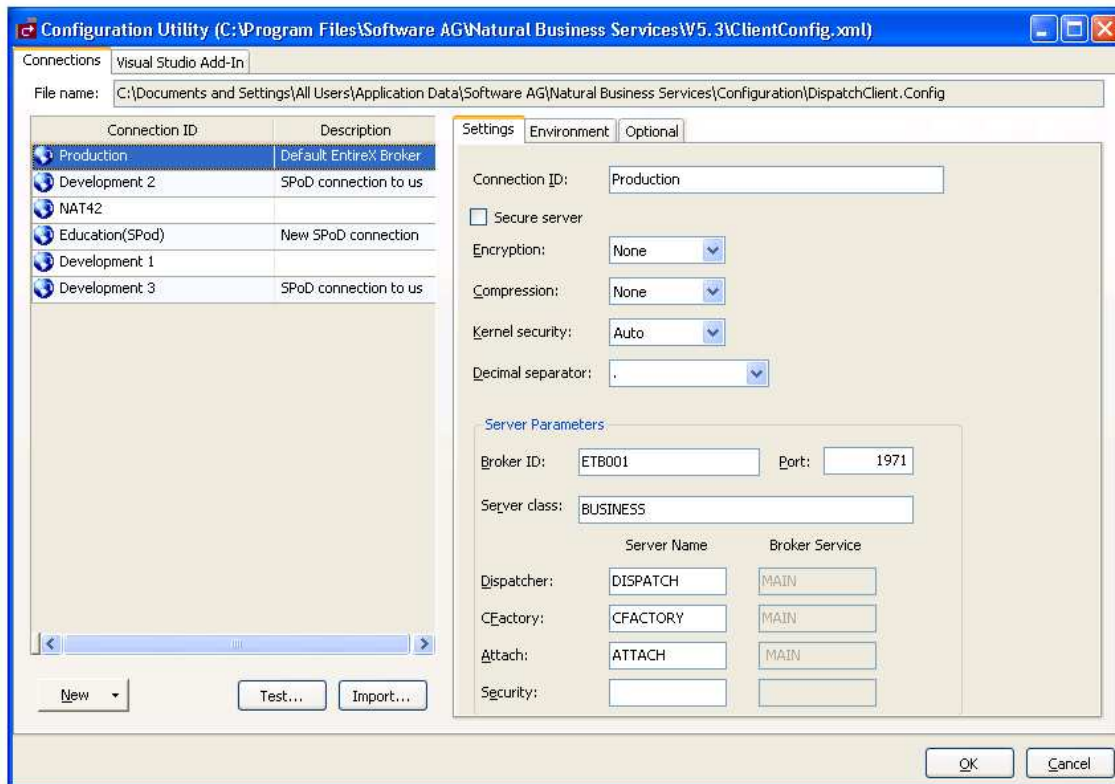 Configuration Utility (C:\Program Files\Software AG\Natural Business Services\V5.3\ClientConfig.xml)
Connections Visual Studio Add-In
File name: C:\Documents and Settings\All Users\Application Data\Software AG\Natural Business Services\Configuration\DispatchClient.Config
Connection ID Description
Production Default EntireX Broker
Development 2 SPoD connection to us
NAT42
Education(SPod) New SPoD connection
Development 1
Development 3 SPoD connection to us
New
Test...
Import...
Settings Environment Optional
Connection ID: Production
Secure server
Encryption: None
Compression: None
Kernel security: Auto
Decimal separator: .
Server Parameters
Broker ID: ETB001 Port: 1971
Server class: BUSINESS
Server Name Broker Service
Dispatcher: DISPATCH MAIN
CFactory: CFACTORY MAIN
Attach: ATTACH MAIN
Security:
OK Cancel